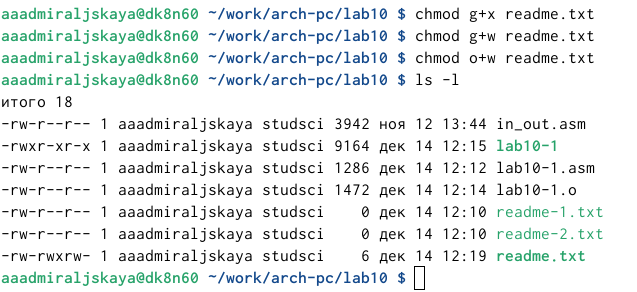 aaadmiraljskaya@dk8n60 ~/work/arch-pc/lab10 $ chmod g+x readme.txt
aaadmiraljskaya@dk8n60 ~/work/arch-pc/lab10 $ chmod g+w readme.txt
aaadmiraljskaya@dk8n60 ~/work/arch-pc/lab10 $ chmod o+w readme.txt
aaadmiraljskaya@dk8n60 ~/work/arch-pc/lab10 $ ls -l
итого 18
-rw-r--r-- 1 aaadmiraljskaya studsci 3942 ноя 12 13:44 in_out.asm
-rwxr-xr-x 1 aaadmiraljskaya studsci 9164 дек 14 12:15 lab10-1
-rw-r--r-- 1 aaadmiraljskaya studsci 1286 дек 14 12:12 lab10-1.asm
-rw-r--r-- 1 aaadmiraljskaya studsci 1472 дек 14 12:14 lab10-1.o
-rw-r--r-- 1 aaadmiraljskaya studsci    0 дек 14 12:10 readme-1.txt
-rw-r--r-- 1 aaadmiraljskaya studsci    0 дек 14 12:10 readme-2.txt
-rw-rwxrw- 1 aaadmiraljskaya studsci    6 дек 14 12:19 readme.txt
aaadmiraljskaya@dk8n60 ~/work/arch-pc/lab10 $